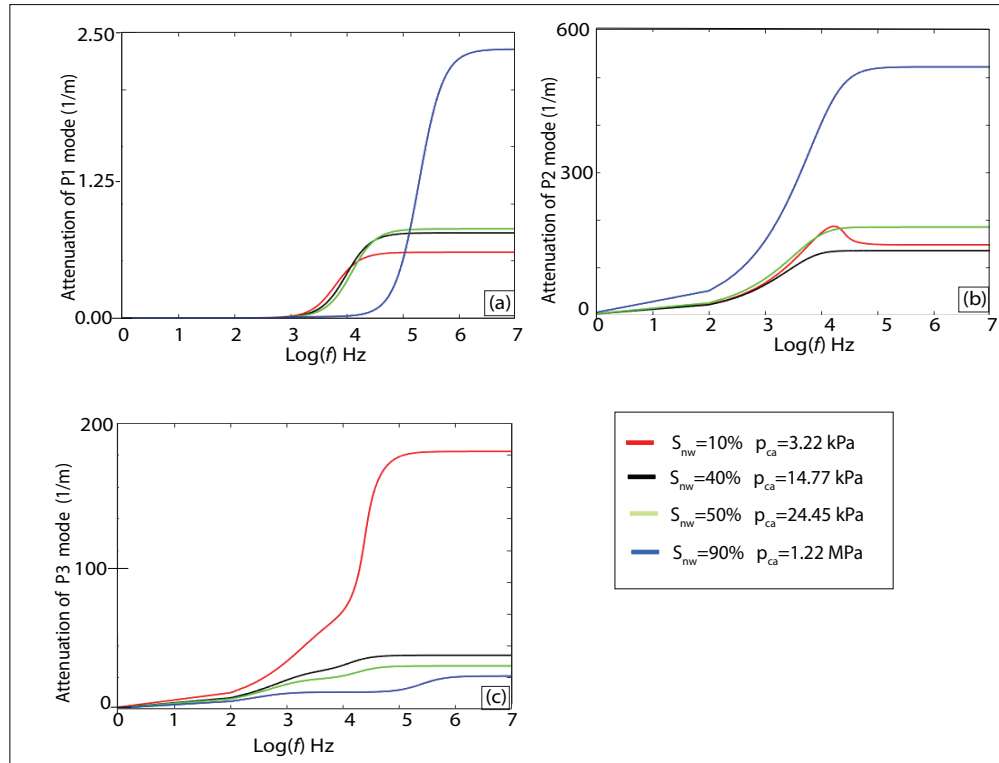 2.50
1.25
0.00
Attenuation of P1 mode (1/m)
0 1 2 3 4 5 6 7
Log(f) Hz
(a)
600
300
0
Attenuation of P2 mode (1/m)
0 1 2 3 4 5 6 7
Log(f) Hz
(b)
200
100
0
Attenuation of P3 mode (1/m)
0 1 2 3 4 5 6 7
Log(f) Hz
(c)
Snw=10% pca=3.22 kPa
Snw=40% pca=14.77 kPa
Snw=50% pca=24.45 kPa
Snw=90% pca=1.22 MPa